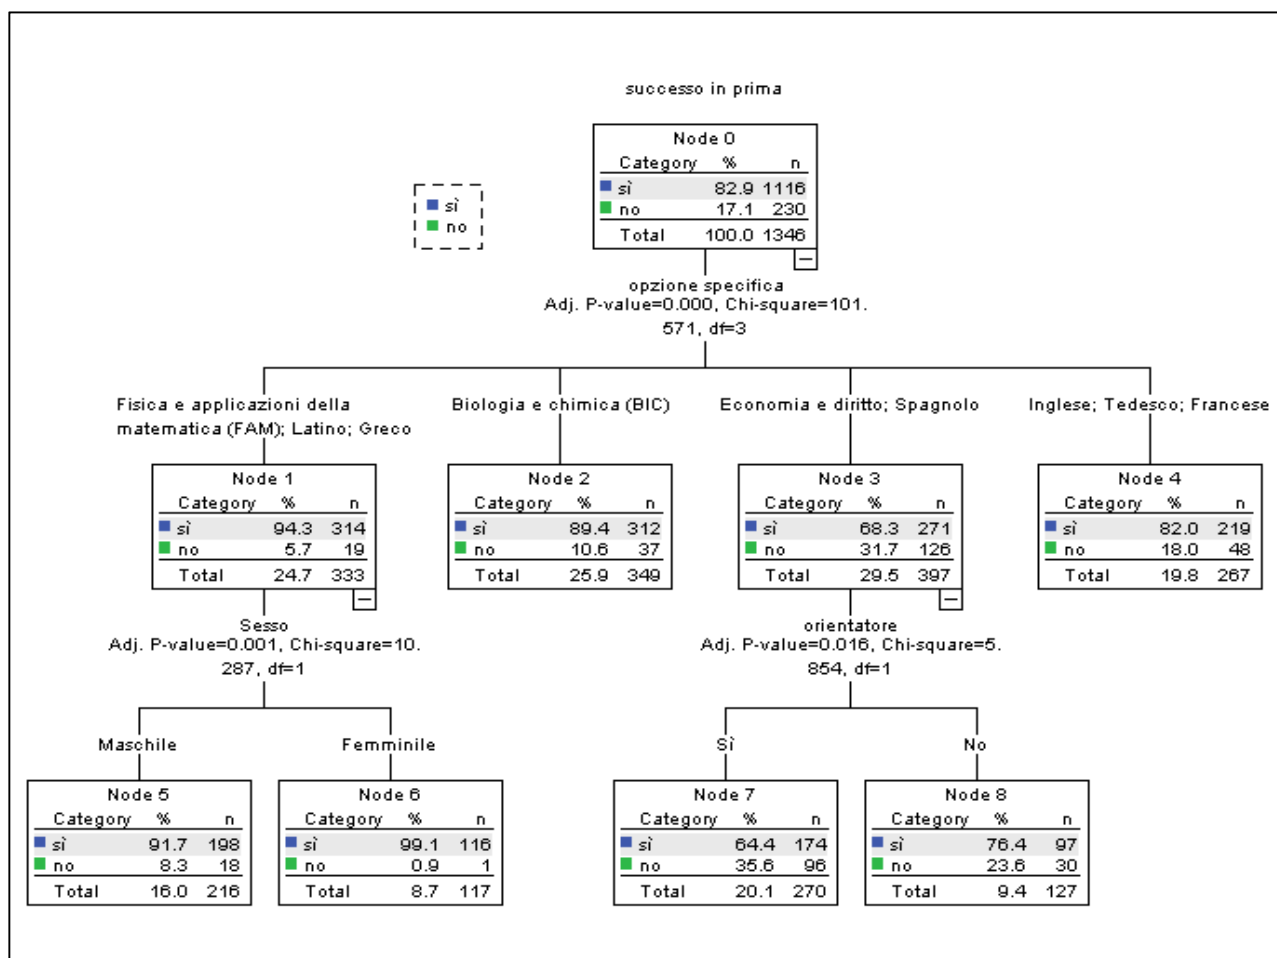 successo in prima
Node 0
Category % n
sì 82.9 1116
no 17.1 230
Total 100.0 1346
sì
no
opzione specifica
Adj. P-value=0.000, Chi-square=101.
571, df=3
Fisica e applicazioni della
matematica (FAM); Latino; Greco
Biologia e chimica (BIC)
Economia e diritto; Spagnolo
Inglese; Tedesco; Francese
Node 1
Category % n
sì 94.3 314
no 5.7 19
Total 24.7 333
Node 2
Category % n
sì 89.4 312
no 10.6 37
Total 25.9 349
Node 3
Category % n
sì 68.3 271
no 31.7 126
Total 29.5 397
Node 4
Category % n
sì 82.0 219
no 18.0 48
Total 19.8 267
Sesso
Adj. P-value=0.001, Chi-square=10.
287, df=1
orientatore
Adj. P-value=0.016, Chi-square=5.
854, df=1
Maschile
Femminile
Sì
No
Node 5
Category % n
sì 91.7 198
no 8.3 18
Total 16.0 216
Node 6
Category % n
sì 99.1 116
no 0.9 1
Total 8.7 117
Node 7
Category % n
sì 64.4 174
no 35.6 96
Total 20.1 270
Node 8
Category % n
sì 76.4 97
no 23.6 30
Total 9.4 127